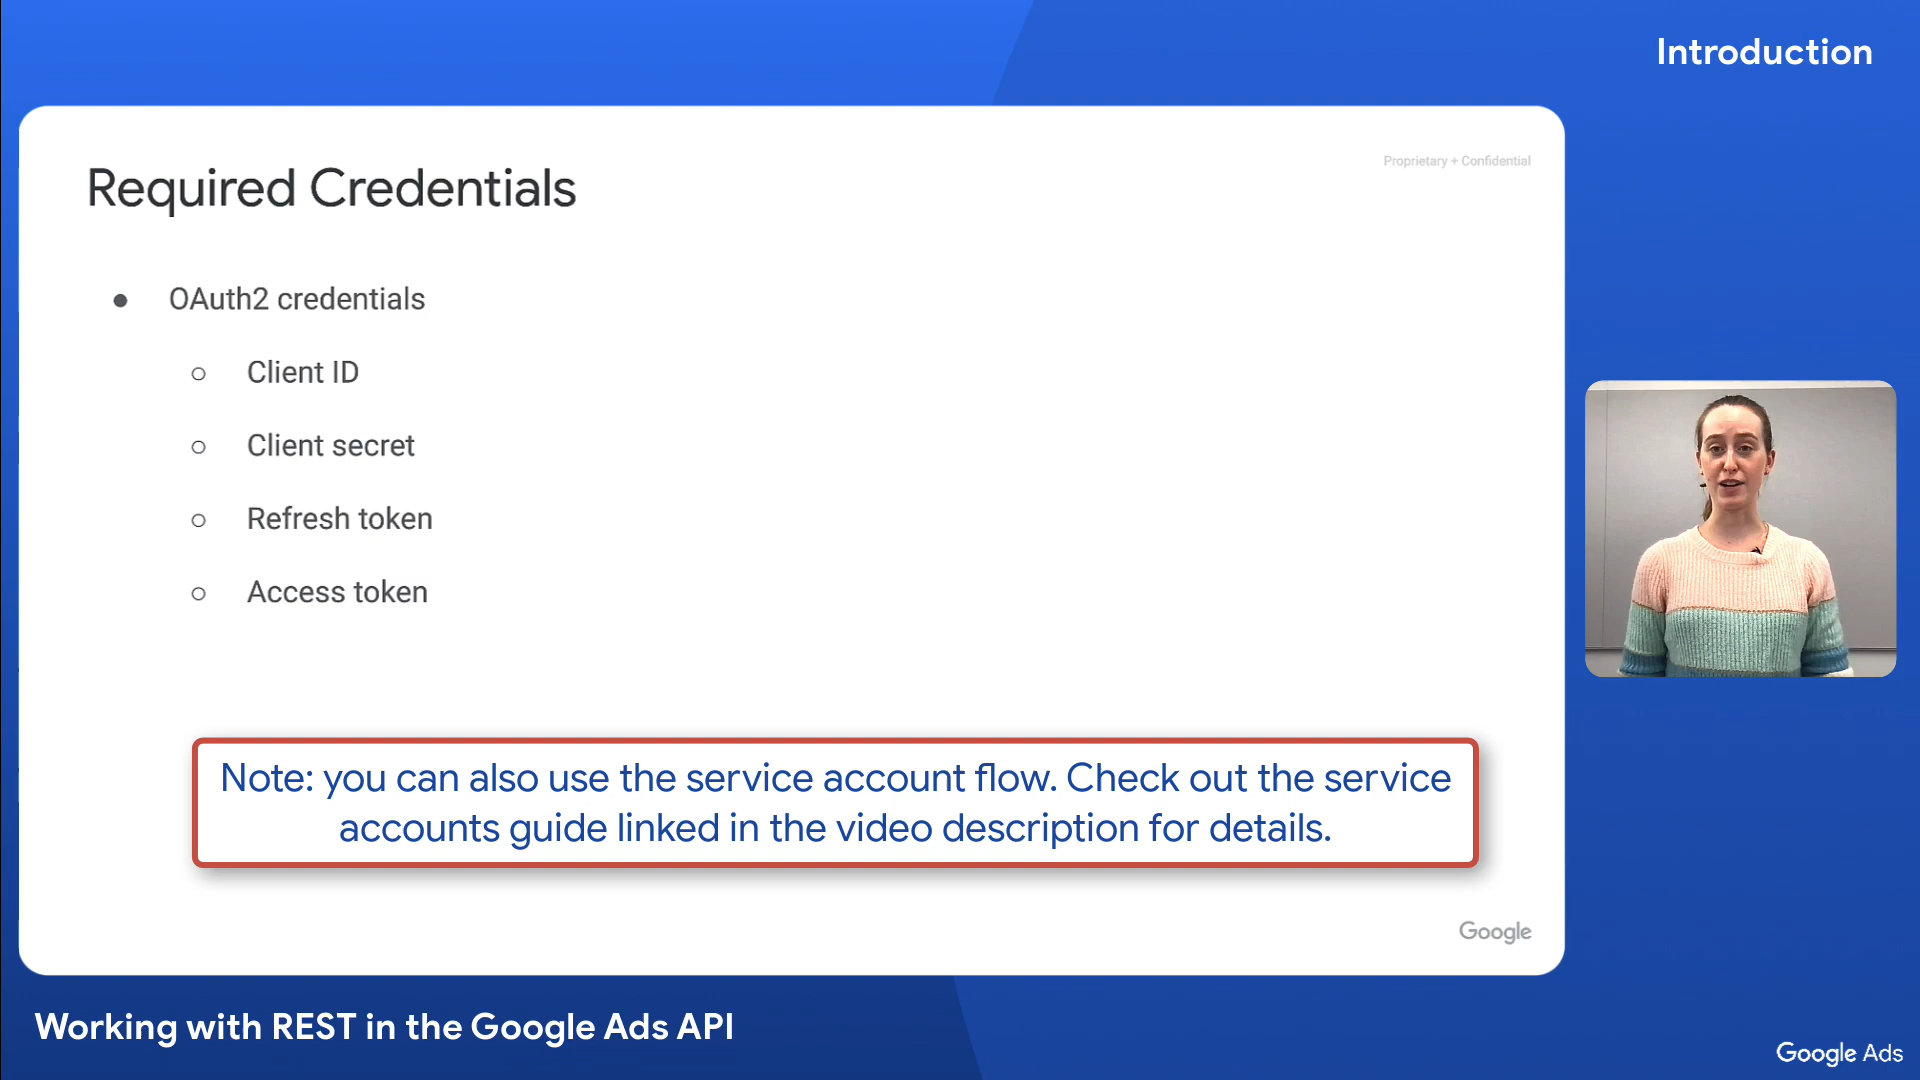 Introduction
Proprietary + Confidential
Required Credentials
● OAuth2 credentials
○ Client ID
○ Client secret
○ Refresh token
○ Access token
Note: you can also use the service account flow. Check out the service
accounts guide linked in the video description for details.
Google
Working with REST in the Google Ads API
Google Ads